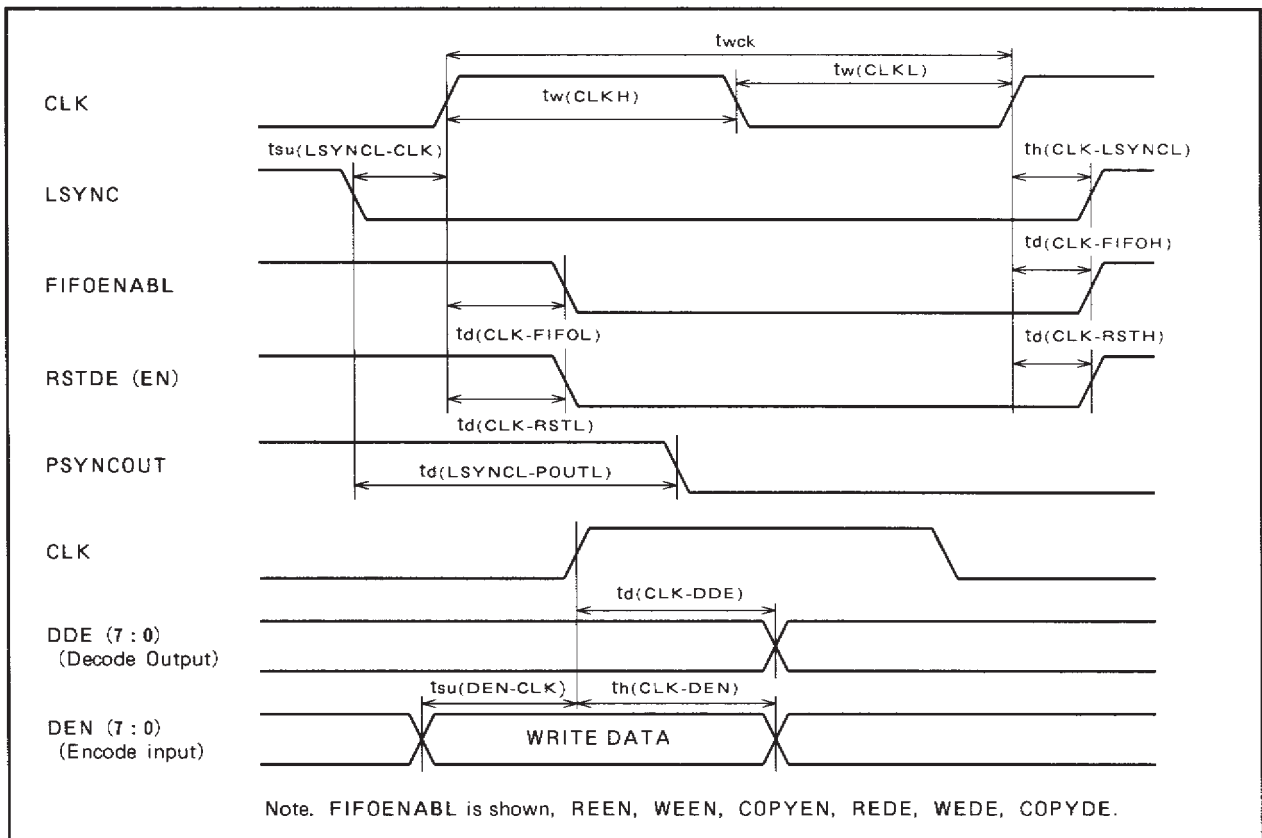 twck
tw(CLKL)
CLK
tw(CLKH)
tsu(LSYNCL-CLK)
th(CLK-LSYNCL)
LSYNC
td(CLK-FIFOH)
FIFOENABL
td(CLK-FIFOL)
td(CLK-RSTH)
RSTDE (EN)
td(CLK-RSTL)
PSYNCOUT
td(LSYNCL-POUTL)
CLK
td(CLK-DDE)
DDE (7:0)
(Decode Output)
tsu(DEN-CLK)
th(CLK-DEN)
DEN (7:0)
(Encode input)
WRITE DATA
Note. FIFOENABL is shown, REEN, WEEN, COPYEN, REDE, WEDE, COPYDE.